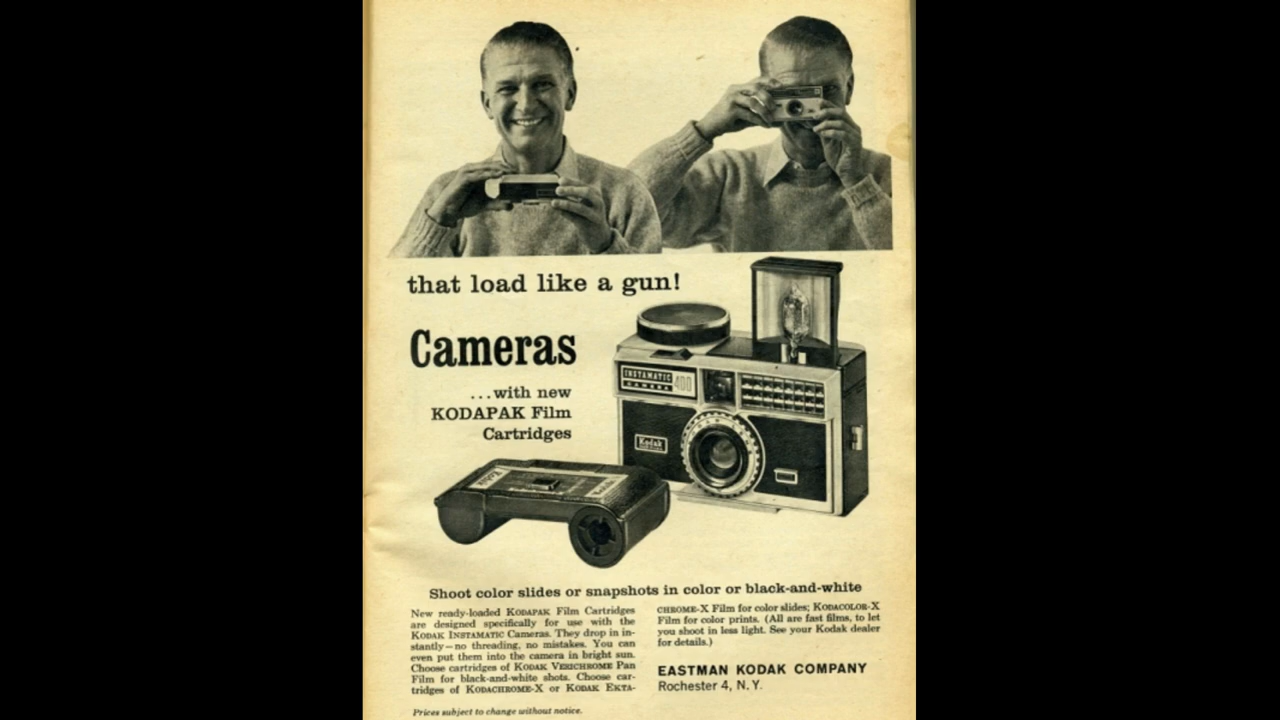 that load like a gun!
Cameras
...with new
KODAPAK Film
Cartridges
INSTAMATIC
CAMERA
400
Kodak
Shoot color slides or snapshots in color or black-and-white
New ready-loaded KODAPAK Film Cartridges
are designed specifically for use with the
KODAK INSTAMATIC Cameras. They drop in in-
stantly—no threading, no mistakes. You can
even put them into the camera in bright sun.
Choose cartridges of KODAK VERICHROME Pan
Film for black-and-white shots. Choose car-
tridges of KODACHROME-X or KODAK EKTA-
CHROME-X Film for color slides; KODACOLOR-X
Film for color prints. (All are fast films, to let
you shoot in less light. See your Kodak dealer
for details.)
EASTMAN KODAK COMPANY
Rochester 4, N.Y.
Prices subject to change without notice.